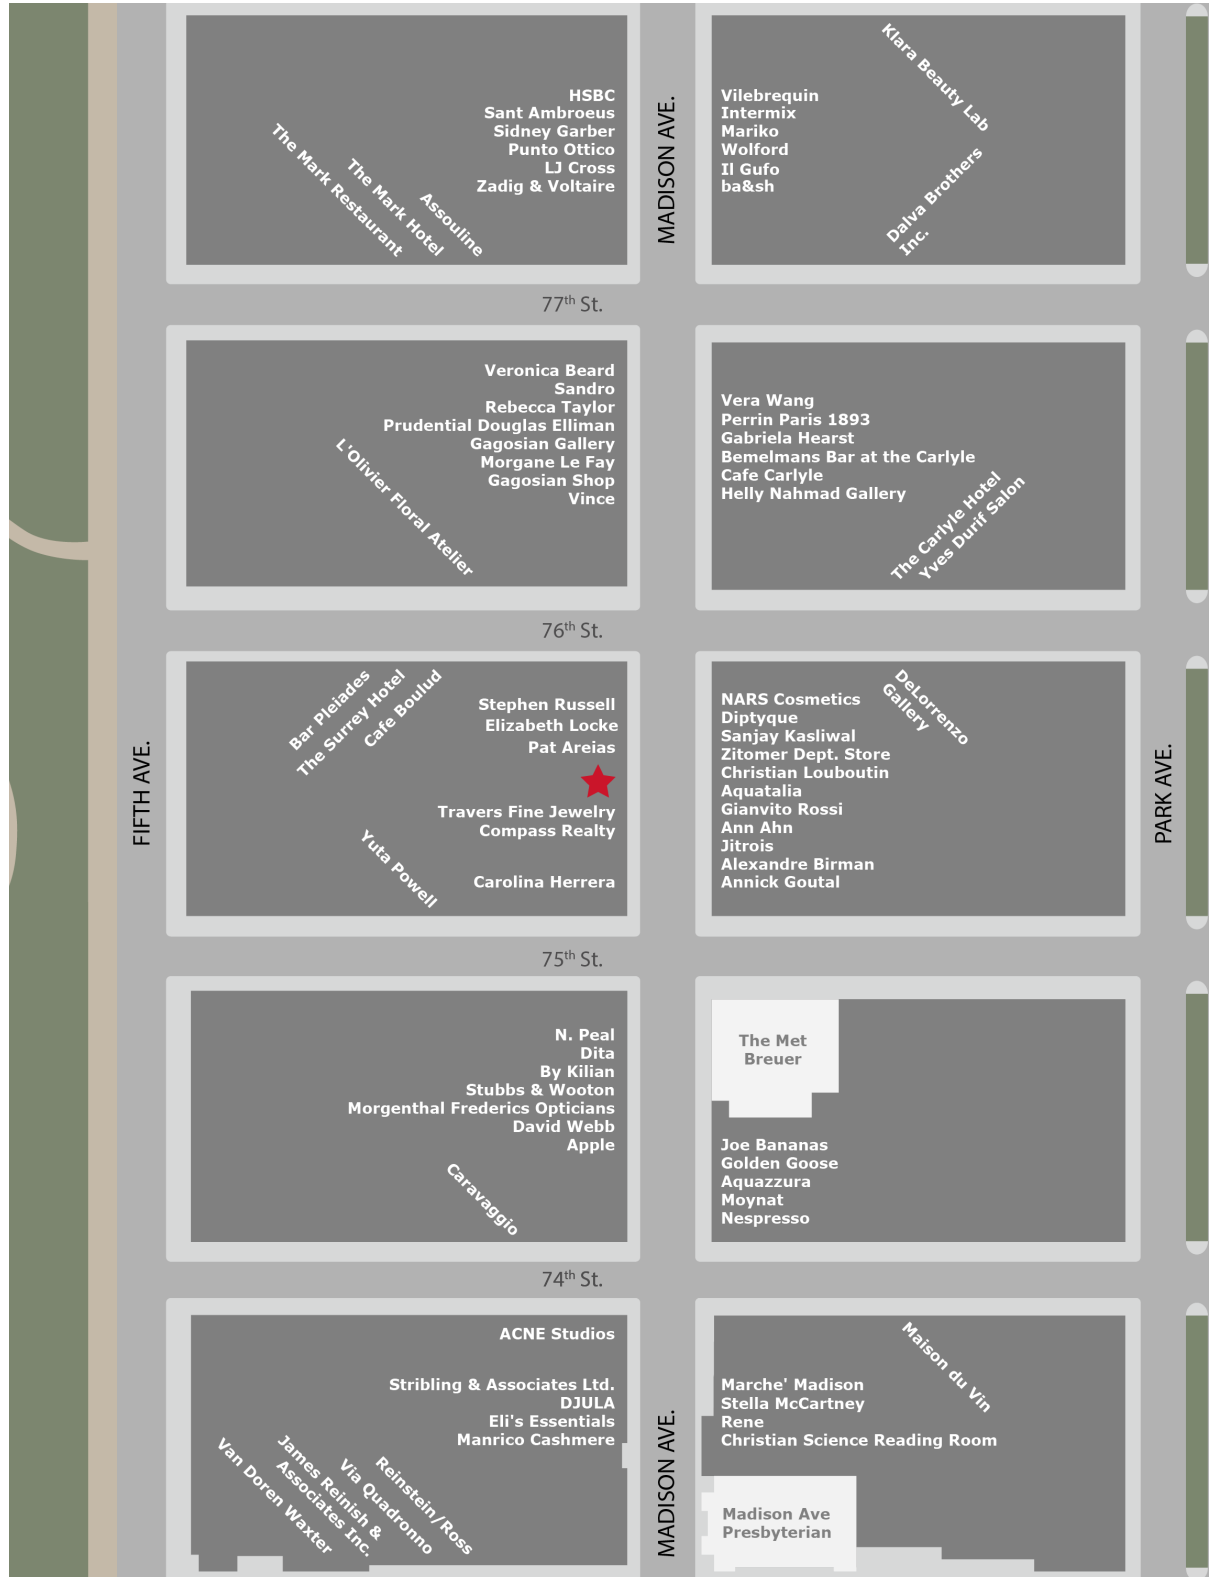 HSBC
Sant Ambroeus
Sidney Garber
Punto Ottico
LJ Cross
Zadig & Voltaire
The Mark Restaurant
The Mark Hotel
Assouline
MADISON AVE.
Vilebrequin
Intermix
Mariko
Wolford
Il Gufo
ba&sh
Klara Beauty Lab
Dalva Brothers
Inc.
77th St.
Veronica Beard
Sandro
Rebecca Taylor
Prudential Douglas Elliman
Gagosian Gallery
Morgane Le Fay
Gagosian Shop
Vince
L'Olivier Floral Atelier
Vera Wang
Perrin Paris 1893
Gabriela Hearst
Bemelmans Bar at the Carlyle
Cafe Carlyle
Helly Nahmad Gallery
The Carlyle Hotel
Yves Durif Salon
76th St.
FIFTH AVE.
Bar Pleiades
The Surrey Hotel
Cafe Boulud
Stephen Russell
Elizabeth Locke
Pat Areias
Travers Fine Jewelry
Compass Realty
Carolina Herrera
Yuta Powell
NARS Cosmetics
Diptyque
Sanjay Kasliwal
Zitomer Dept. Store
Christian Louboutin
Aquatalia
Gianvito Rossi
Ann Ahn
Jitrois
Alexandre Birman
Annick Goutal
DeLorrenzo
Gallery
PARK AVE.
75th St.
N. Peal
Dita
By Kilian
Stubbs & Wooton
Morgenthal Frederics Opticians
David Webb
Apple
Caravaggio
The Met
Breuer
Joe Bananas
Golden Goose
Aquazzura
Moynat
Nespresso
74th St.
ACNE Studios
Stribling & Associates Ltd.
DJULA
Eli's Essentials
Manrico Cashmere
Van Doren Waxter
James Reinish &
Associates Inc.
Via Quadronno
Reinstein/Ross
MADISON AVE.
Marche' Madison
Stella McCartney
Rene
Christian Science Reading Room
Maison du Vin
Madison Ave
Presbyterian